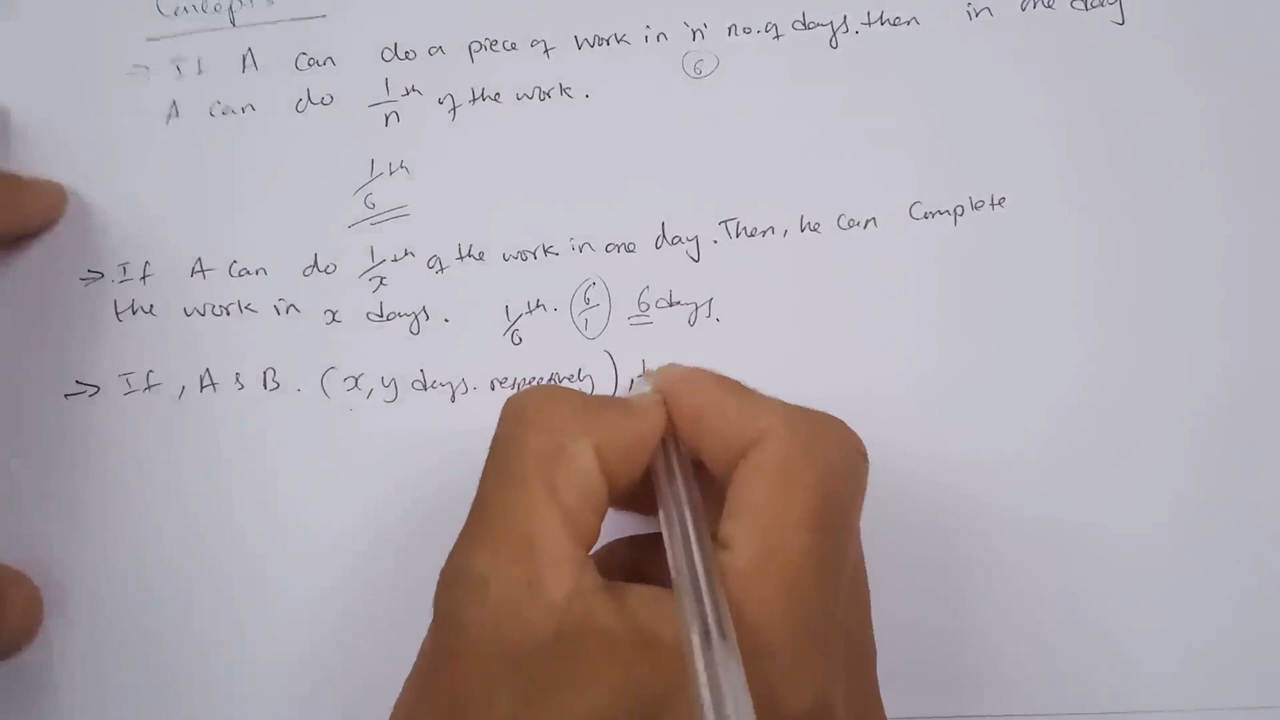 Concepts
→ If A can do a piece of work in 'n' no. of days. then in one day
6
A can do 1/n th of the work.
1/6 th
⇒ If A can do 1/x th of the work in one day. Then, he can complete
the work in x days. 1/6 th. 6/1 6 days.
⇒ If, A & B. (x, y days. respectively), t